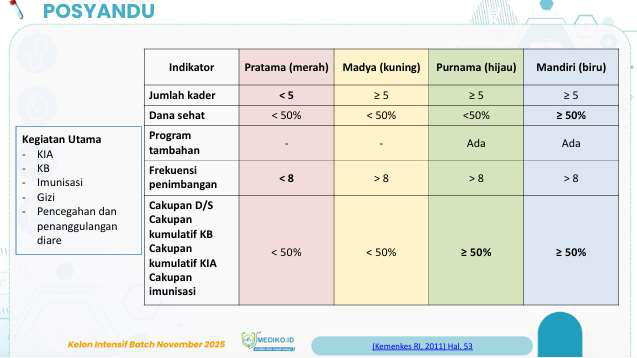 POSYANDU
Kegiatan Utama
- KIA
- KB
- Imunisasi
- Gizi
- Pencegahan dan
penanggulangan
diare
Indikator Pratama (merah) Madya (kuning) Purnama (hijau) Mandiri (biru)
Jumlah kader < 5 ≥ 5 ≥ 5 ≥ 5
Dana sehat < 50% < 50% <50% ≥ 50%
Program
tambahan - - Ada Ada
Frekuensi
penimbangan < 8 > 8 > 8 > 8
Cakupan D/S
Cakupan
kumulatif KB
Cakupan
kumulatif KIA
Cakupan
imunisasi
< 50% < 50% ≥ 50% ≥ 50%
Kelon Intensif Batch November 2025
MEDIKO.ID
(Kemenkes RI, 2011) Hal. 53